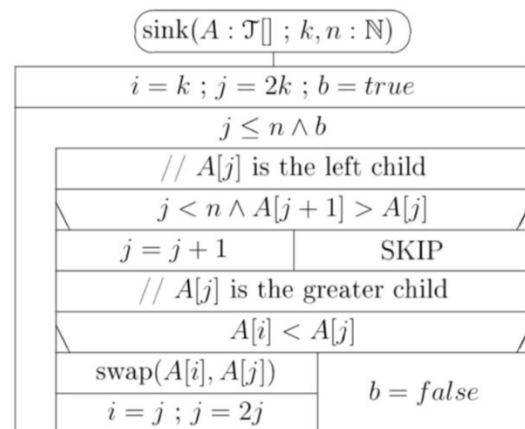 sink(A : 𝒯[] ; k, n : ℕ)
i = k ; j = 2k ; b = true
j ≤ n ∧ b
// A[j] is the left child
j < n ∧ A[j + 1] > A[j]
j = j + 1 SKIP
// A[j] is the greater child
A[i] < A[j]
swap(A[i], A[j])
b = false
i = j ; j = 2j